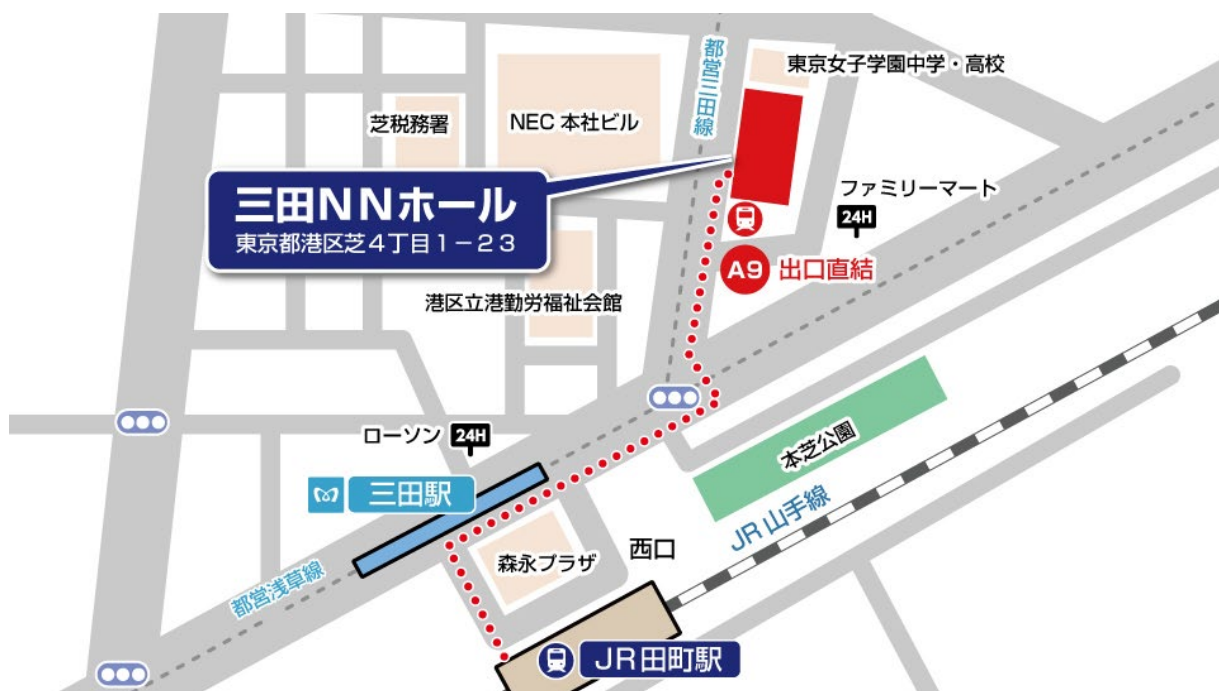 都営三田線
東京女子学園中学・高校
芝税務署
NEC 本社ビル
三田NNホール
東京都港区芝4丁目1−23
ファミリーマート
24H
A9 出口直結
港区立港勤労福祉会館
ローソン 24H
本芝公園
三田駅
JR山手線
西口
森永プラザ
都営浅草線
JR田町駅